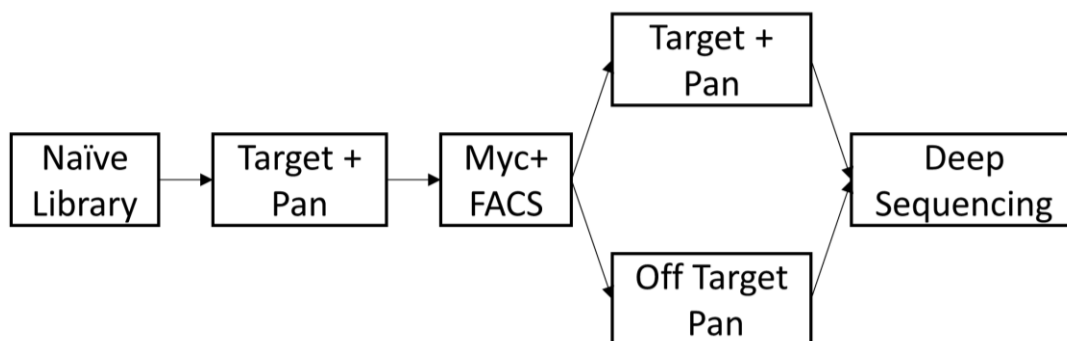 Naïve
Library
Target +
Pan
Myc+
FACS
Target +
Pan
Off Target
Pan
Deep
Sequencing